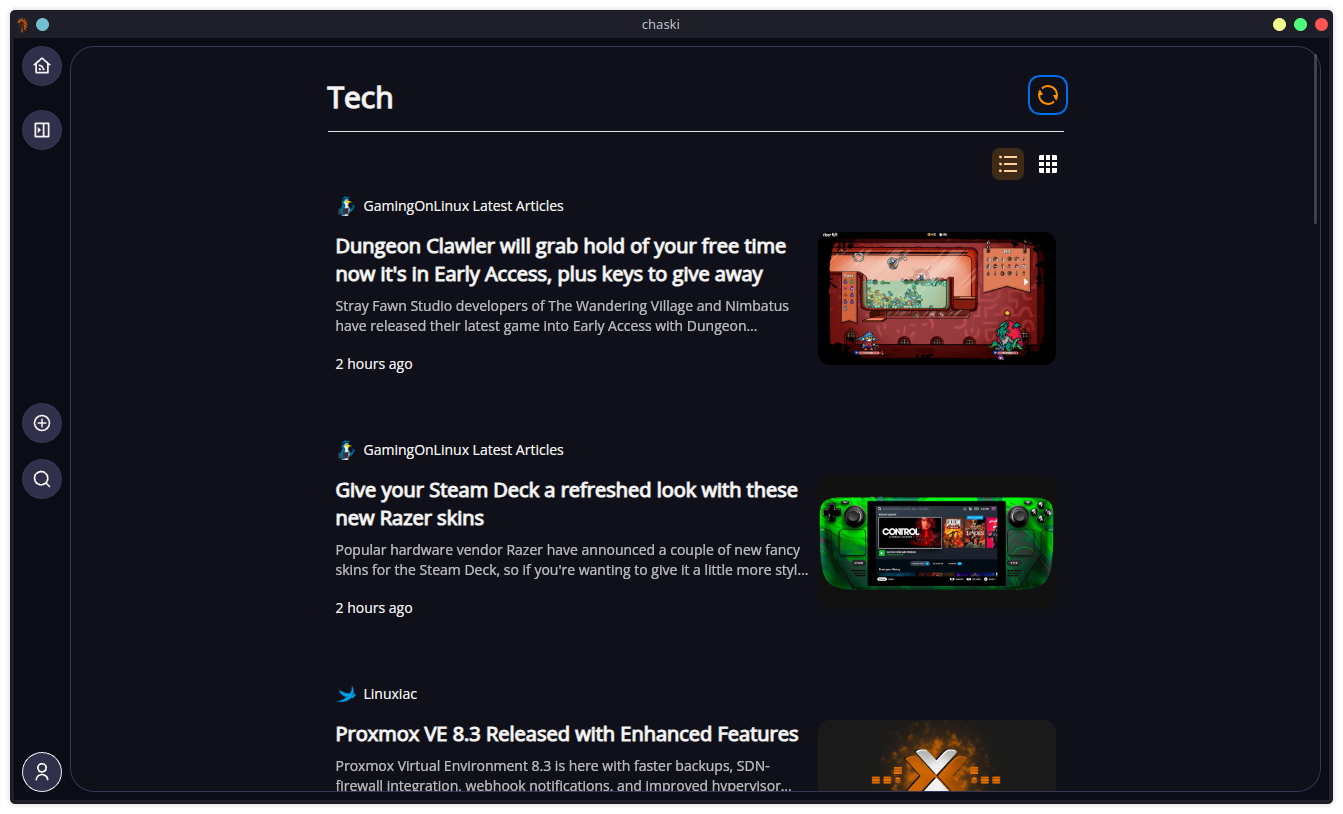 chaski
Tech
GamingOnLinux Latest Articles
Dungeon Clawler will grab hold of your free time
now it's in Early Access, plus keys to give away
Stray Fawn Studio developers of The Wandering Village and Nimbatus
have released their latest game into Early Access with Dungeon...
2 hours ago
GamingOnLinux Latest Articles
Give your Steam Deck a refreshed look with these
new Razer skins
Popular hardware vendor Razer have announced a couple of new fancy
skins for the Steam Deck, so if you're wanting to give it a little more styl...
2 hours ago
CONTROL
DOOM
Linuxiac
Proxmox VE 8.3 Released with Enhanced Features
Proxmox Virtual Environment 8.3 is here with faster backups, SDN-
firewall integration, webhook notifications, and improved hypervisor...